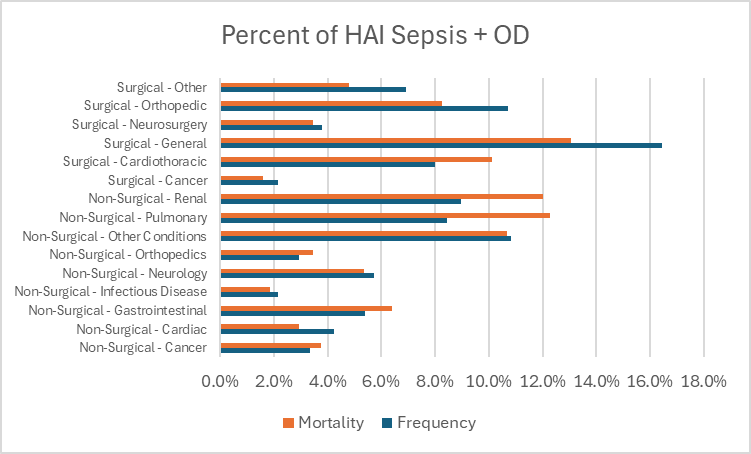 Percent of HAI Sepsis + OD
Surgical - Other
Surgical - Orthopedic
Surgical - Neurosurgery
Surgical - General
Surgical - Cardiothoracic
Surgical - Cancer
Non-Surgical - Renal
Non-Surgical - Pulmonary
Non-Surgical - Other Conditions
Non-Surgical - Orthopedics
Non-Surgical - Neurology
Non-Surgical - Infectious Disease
Non-Surgical - Gastrointestinal
Non-Surgical - Cardiac
Non-Surgical - Cancer
0.0% 2.0% 4.0% 6.0% 8.0% 10.0% 12.0% 14.0% 16.0% 18.0%
Mortality Frequency